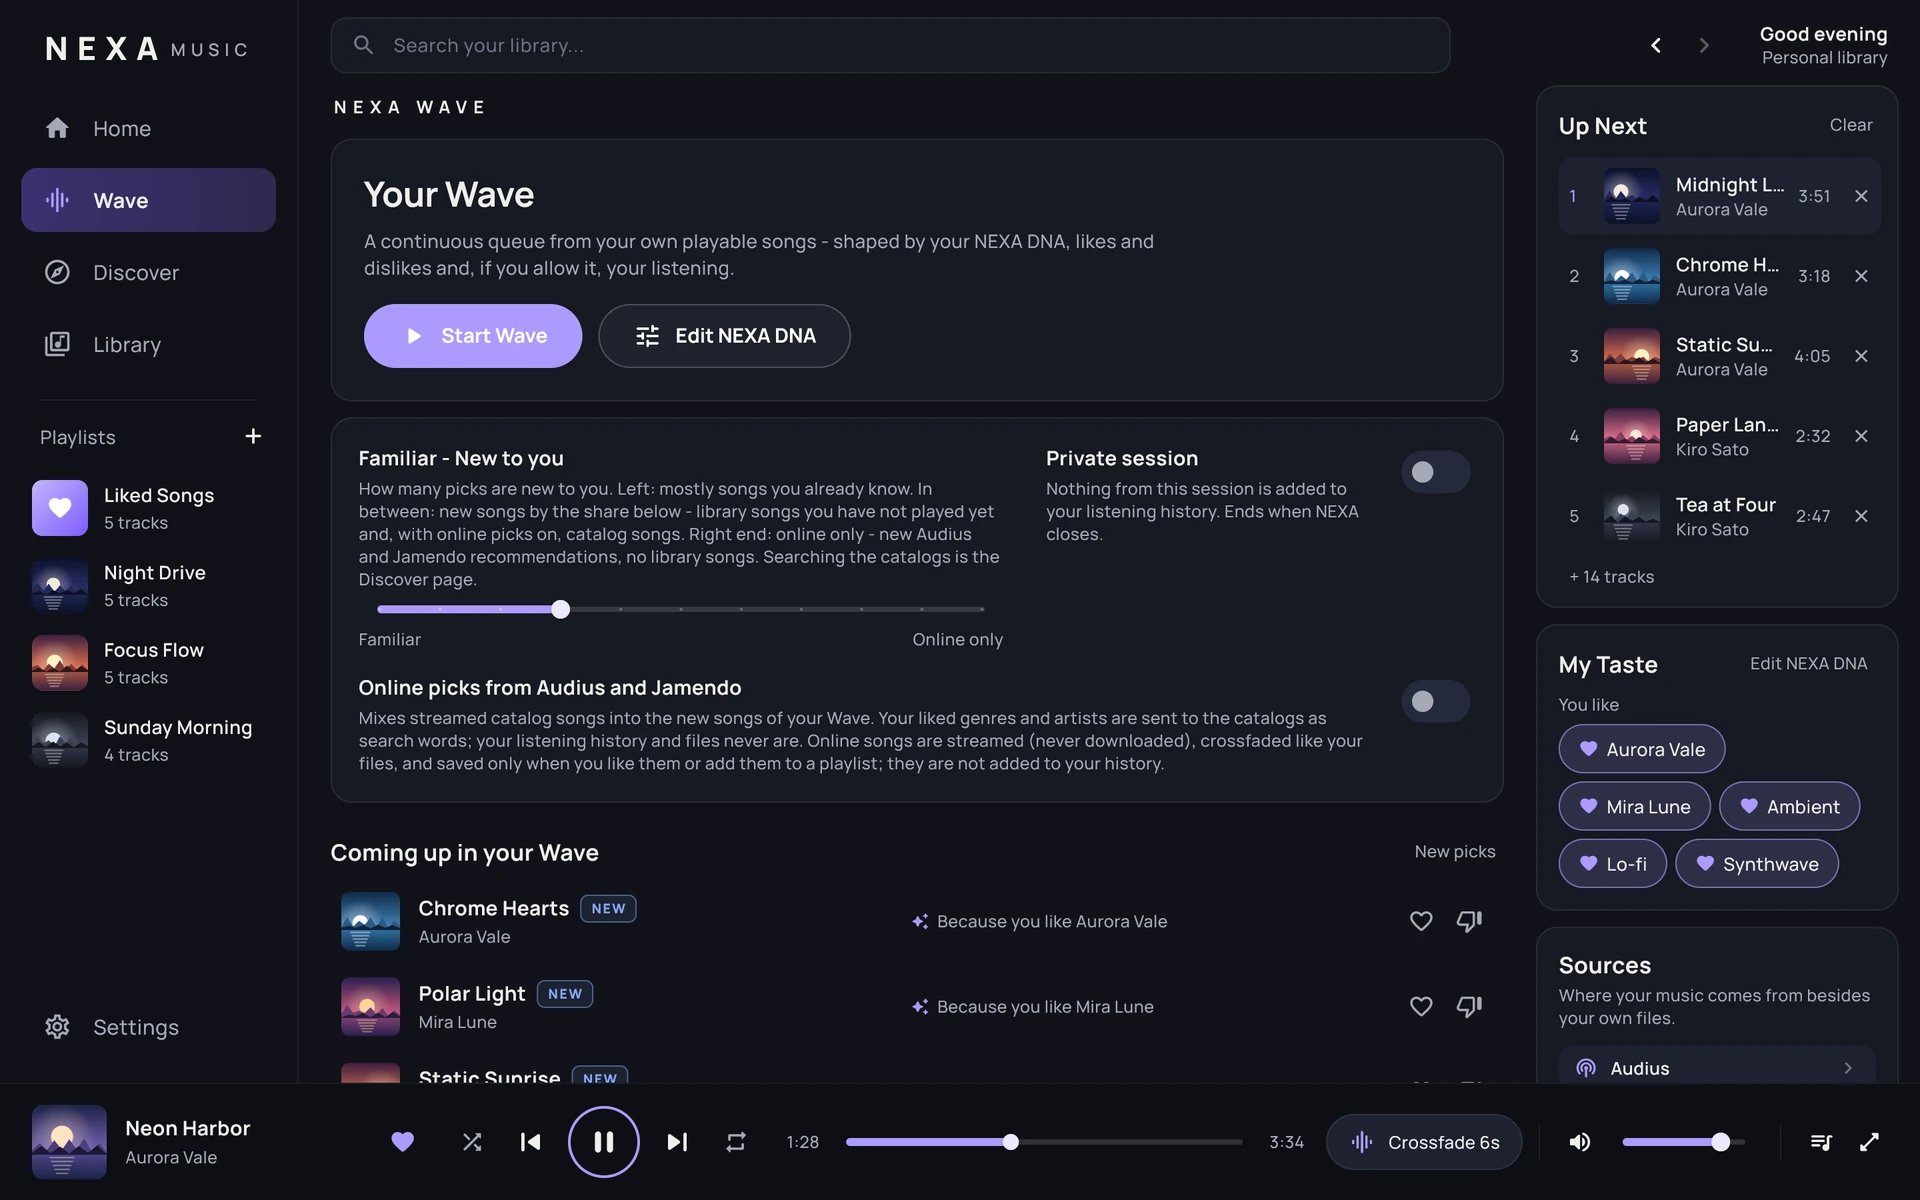 NEXA MUSIC
Home
Wave
Discover
Library
Playlists
Liked Songs
5 tracks
Night Drive
5 tracks
Focus Flow
5 tracks
Sunday Morning
4 tracks
Settings
Search your library...
Good evening
Personal library
NEXA WAVE
Your Wave
A continuous queue from your own playable songs - shaped by your NEXA DNA, likes and
dislikes and, if you allow it, your listening.
Start Wave
Edit NEXA DNA
Familiar - New to you
How many picks are new to you. Left: mostly songs you already know. In
between: new songs by the share below - library songs you have not played yet
and, with online picks on, catalog songs. Right end: online only - new Audius
and Jamendo recommendations, no library songs. Searching the catalogs is the
Discover page.
Familiar
Online only
Private session
Nothing from this session is added to
your listening history. Ends when NEXA
closes.
Online picks from Audius and Jamendo
Mixes streamed catalog songs into the new songs of your Wave. Your liked genres and artists are sent to the catalogs as
search words; your listening history and files never are. Online songs are streamed (never downloaded), crossfaded like your
files, and saved only when you like them or add them to a playlist; they are not added to your history.
Coming up in your Wave
New picks
Chrome Hearts NEW
Aurora Vale
Because you like Aurora Vale
Polar Light NEW
Mira Lune
Because you like Mira Lune
Static Sunrise NEW
Up Next
Clear
1 Midnight L... 3:51
Aurora Vale
2 Chrome H... 3:18
Aurora Vale
3 Static Su... 4:05
Aurora Vale
4 Paper Lan... 2:32
Kiro Sato
5 Tea at Four 2:47
Kiro Sato
+ 14 tracks
My Taste
Edit NEXA DNA
You like
Aurora Vale
Mira Lune
Ambient
Lo-fi
Synthwave
Sources
Where your music comes from besides
your own files.
Audius
Neon Harbor
Aurora Vale
1:28
3:34
Crossfade 6s